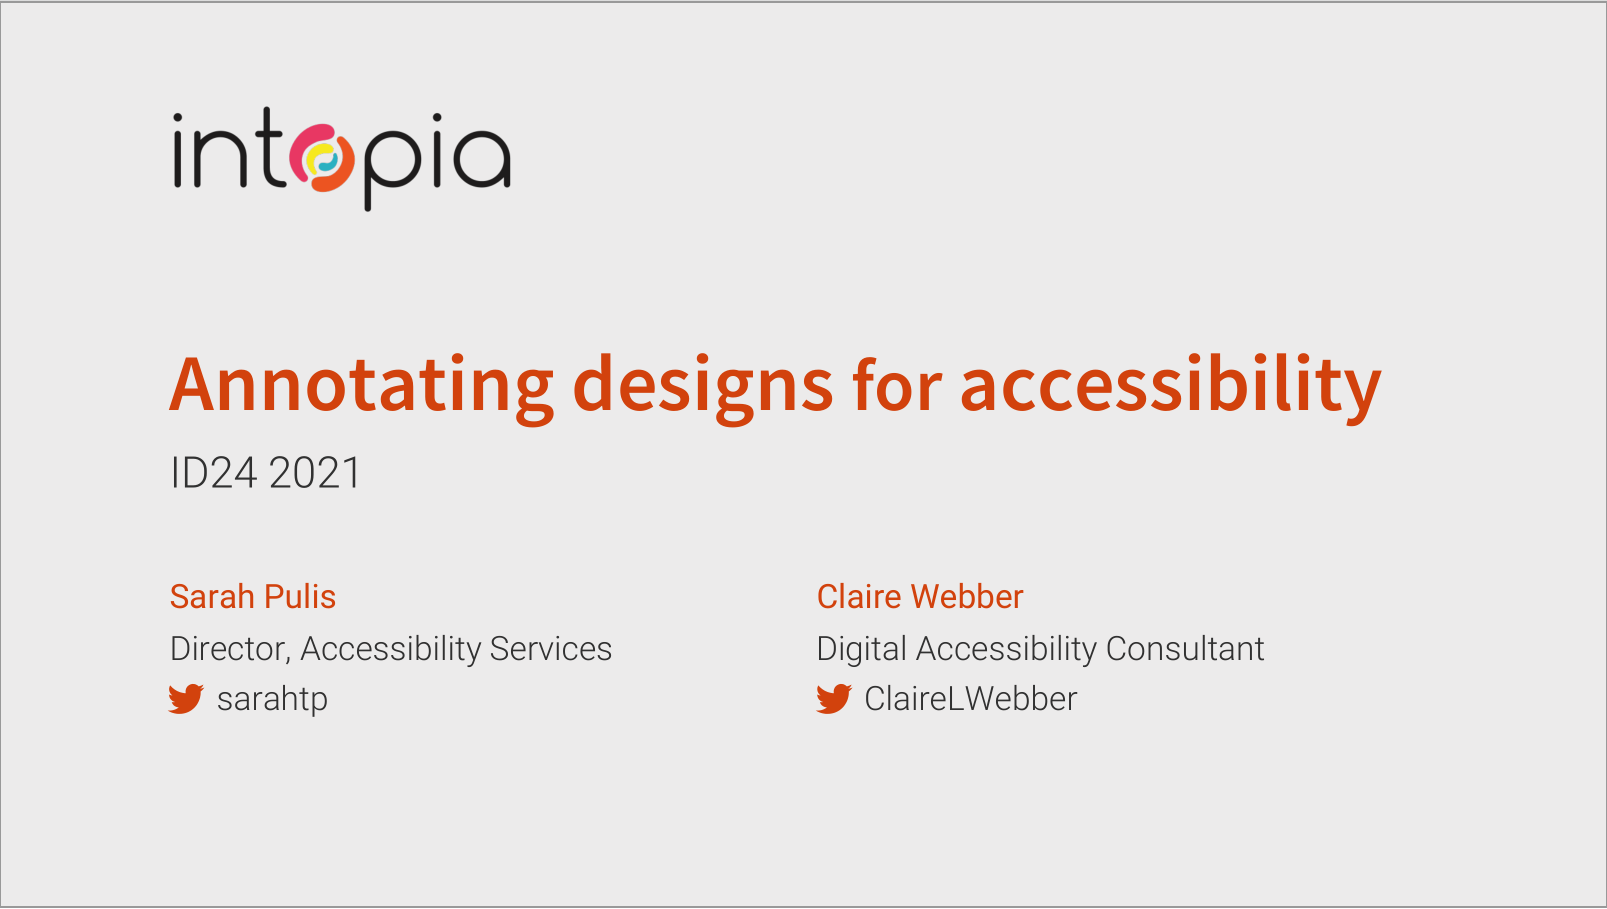 intopia
Annotating designs for accessibility
ID24 2021
Sarah Pulis
Director, Accessibility Services
sarahtp
Claire Webber
Digital Accessibility Consultant
ClaireLWebber